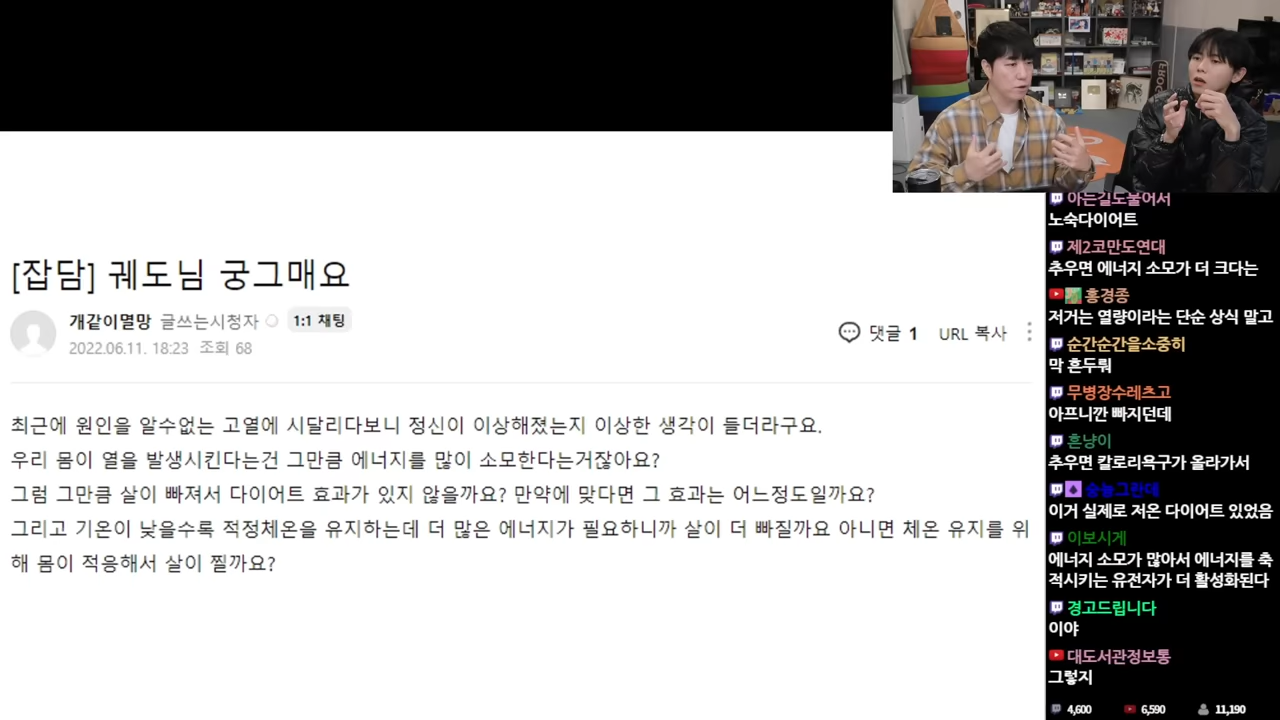 [잡담] 궤도님 궁그매요
개같이멸망 글쓰는시청자 1:1 채팅
2022.06.11. 18:23 조회 68
댓글 1 URL 복사
최근에 원인을 알수없는 고열에 시달리다보니 정신이 이상해졌는지 이상한 생각이 들더라구요.
우리 몸이 열을 발생시킨다는건 그만큼 에너지를 많이 소모한다는거잖아요?
그럼 그만큼 살이 빠져서 다이어트 효과가 있지 않을까요? 만약에 맞다면 그 효과는 어느정도일까요?
그리고 기온이 낮을수록 적정체온을 유지하는데 더 많은 에너지가 필요하니까 살이 더 빠질까요 아니면 체온 유지를 위
해 몸이 적응해서 살이 찔까요?
아는길도물어서
노숙다이어트
제2코만도연대
추우면 에너지 소모가 더 크다는
홍경종
저거는 열량이라는 단순 상식 말고
순간순간을소중히
막 흔두뤄
무병장수레츠고
아프니깐 빠지던데
흔냥이
추우면 칼로리욕구가 올라가서
숭늉그란데
이거 실제로 저온 다이어트 있었음
이보시게
에너지 소모가 많아서 에너지를 축
적시키는 유전자가 더 활성화된다
경고드립니다
이야
대도서관정보통
그렇지
4,600 6,590 11,190